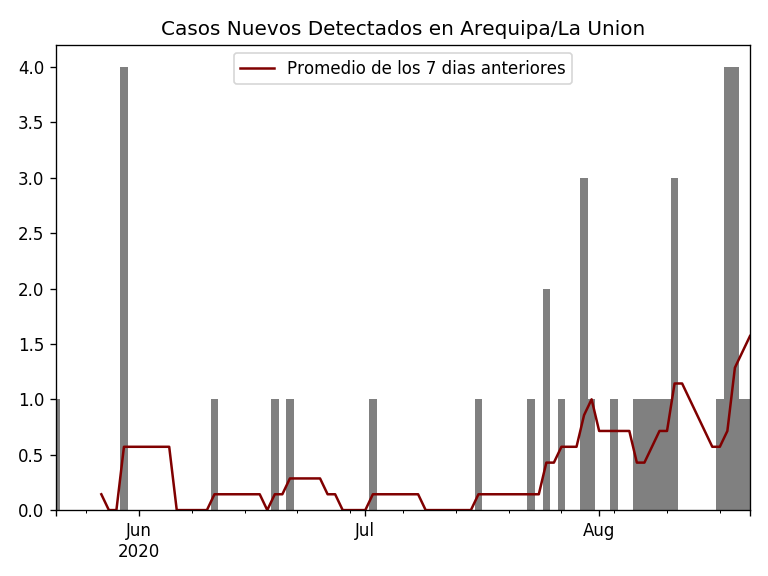 Casos Nuevos Detectados en Arequipa/La Union
Promedio de los 7 dias anteriores
4.0
3.5
3.0
2.5
2.0
1.5
1.0
0.5
0.0
Jun
2020
Jul
Aug